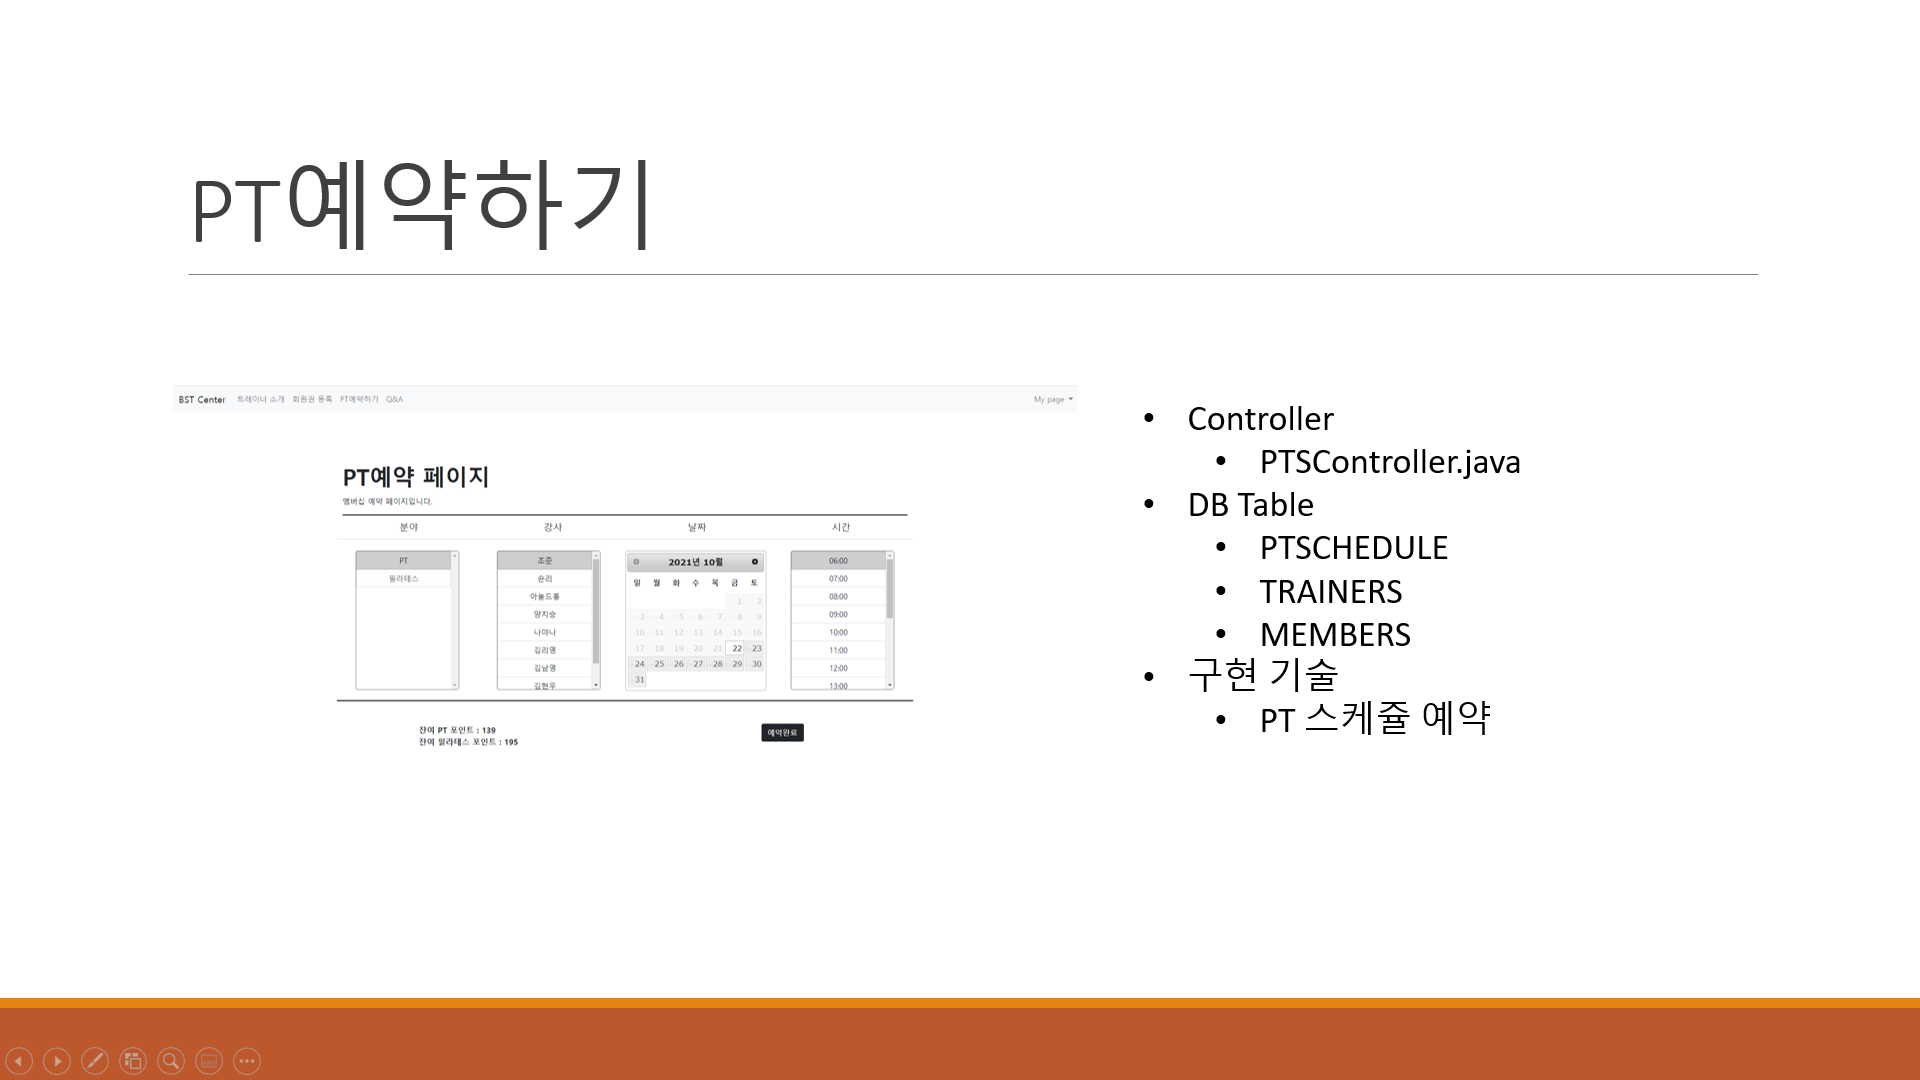 PT예약하기
BST Center 트레이너 소개 회원권 등록 PT예약하기 Q&A My page
PT예약 페이지
멤버십 예약 페이지입니다.
분야 강사 날짜 시간
PT
필라테스
조준
숀리
아놀드홍
양지승
나야나
김리영
김남영
김현우
2021년 10월
일 월 화 수 목 금 토
1 2
3 4 5 6 7 8 9
10 11 12 13 14 15 16
17 18 19 20 21 22 23
24 25 26 27 28 29 30
31
06:00
07:00
08:00
09:00
10:00
11:00
12:00
13:00
잔여 PT 포인트 : 139
잔여 필라테스 포인트 : 195
예약완료
• Controller
• PTSController.java
• DB Table
• PTSCHEDULE
• TRAINERS
• MEMBERS
• 구현 기술
• PT 스케쥴 예약